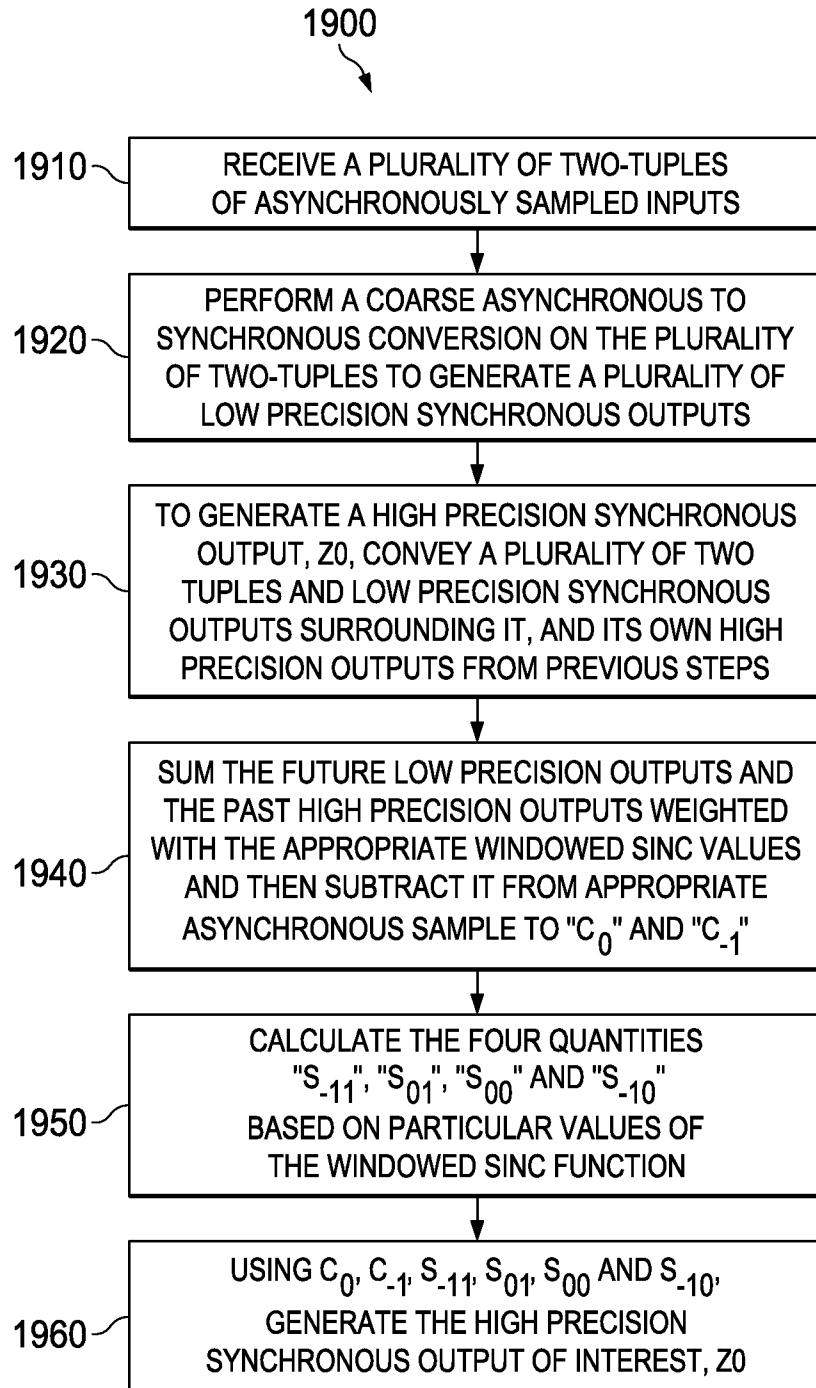 1900
1910
RECEIVE A PLURALITY OF TWO-TUPLES
OF ASYNCHRONOUSLY SAMPLED INPUTS
1920
PERFORM A COARSE ASYNCHRONOUS TO
SYNCHRONOUS CONVERSION ON THE PLURALITY
OF TWO-TUPLES TO GENERATE A PLURALITY OF
LOW PRECISION SYNCHRONOUS OUTPUTS
1930
TO GENERATE A HIGH PRECISION SYNCHRONOUS
OUTPUT, Z0, CONVEY A PLURALITY OF TWO
TUPLES AND LOW PRECISION SYNCHRONOUS
OUTPUTS SURROUNDING IT, AND ITS OWN HIGH
PRECISION OUTPUTS FROM PREVIOUS STEPS
1940
SUM THE FUTURE LOW PRECISION OUTPUTS AND
THE PAST HIGH PRECISION OUTPUTS WEIGHTED
WITH THE APPROPRIATE WINDOWED SINC VALUES
AND THEN SUBTRACT IT FROM APPROPRIATE
ASYNCHRONOUS SAMPLE TO "C0" AND "C-1"
1950
CALCULATE THE FOUR QUANTITIES
"S-11", "S01", "S00" AND "S-10"
BASED ON PARTICULAR VALUES OF
THE WINDOWED SINC FUNCTION
1960
USING C0, C-1, S-11, S01, S00 AND S-10,
GENERATE THE HIGH PRECISION
SYNCHRONOUS OUTPUT OF INTEREST, Z0